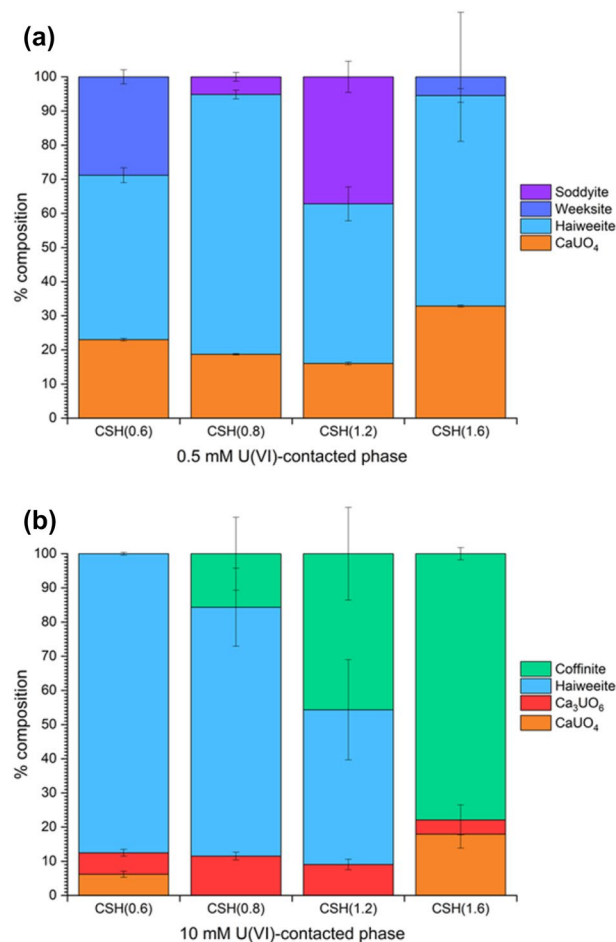 (a)
100
90
80
70
60
50
40
30
20
10
0
% composition
CSH(0.6) CSH(0.8) CSH(1.2) CSH(1.6)
0.5 mM U(VI)-contacted phase
Soddyite
Weeksite
Haiweeite
CaUO₄
(b)
100
90
80
70
60
50
40
30
20
10
0
% composition
CSH(0.6) CSH(0.8) CSH(1.2) CSH(1.6)
10 mM U(VI)-contacted phase
Coffinite
Haiweeite
Ca₃UO₆
CaUO₄